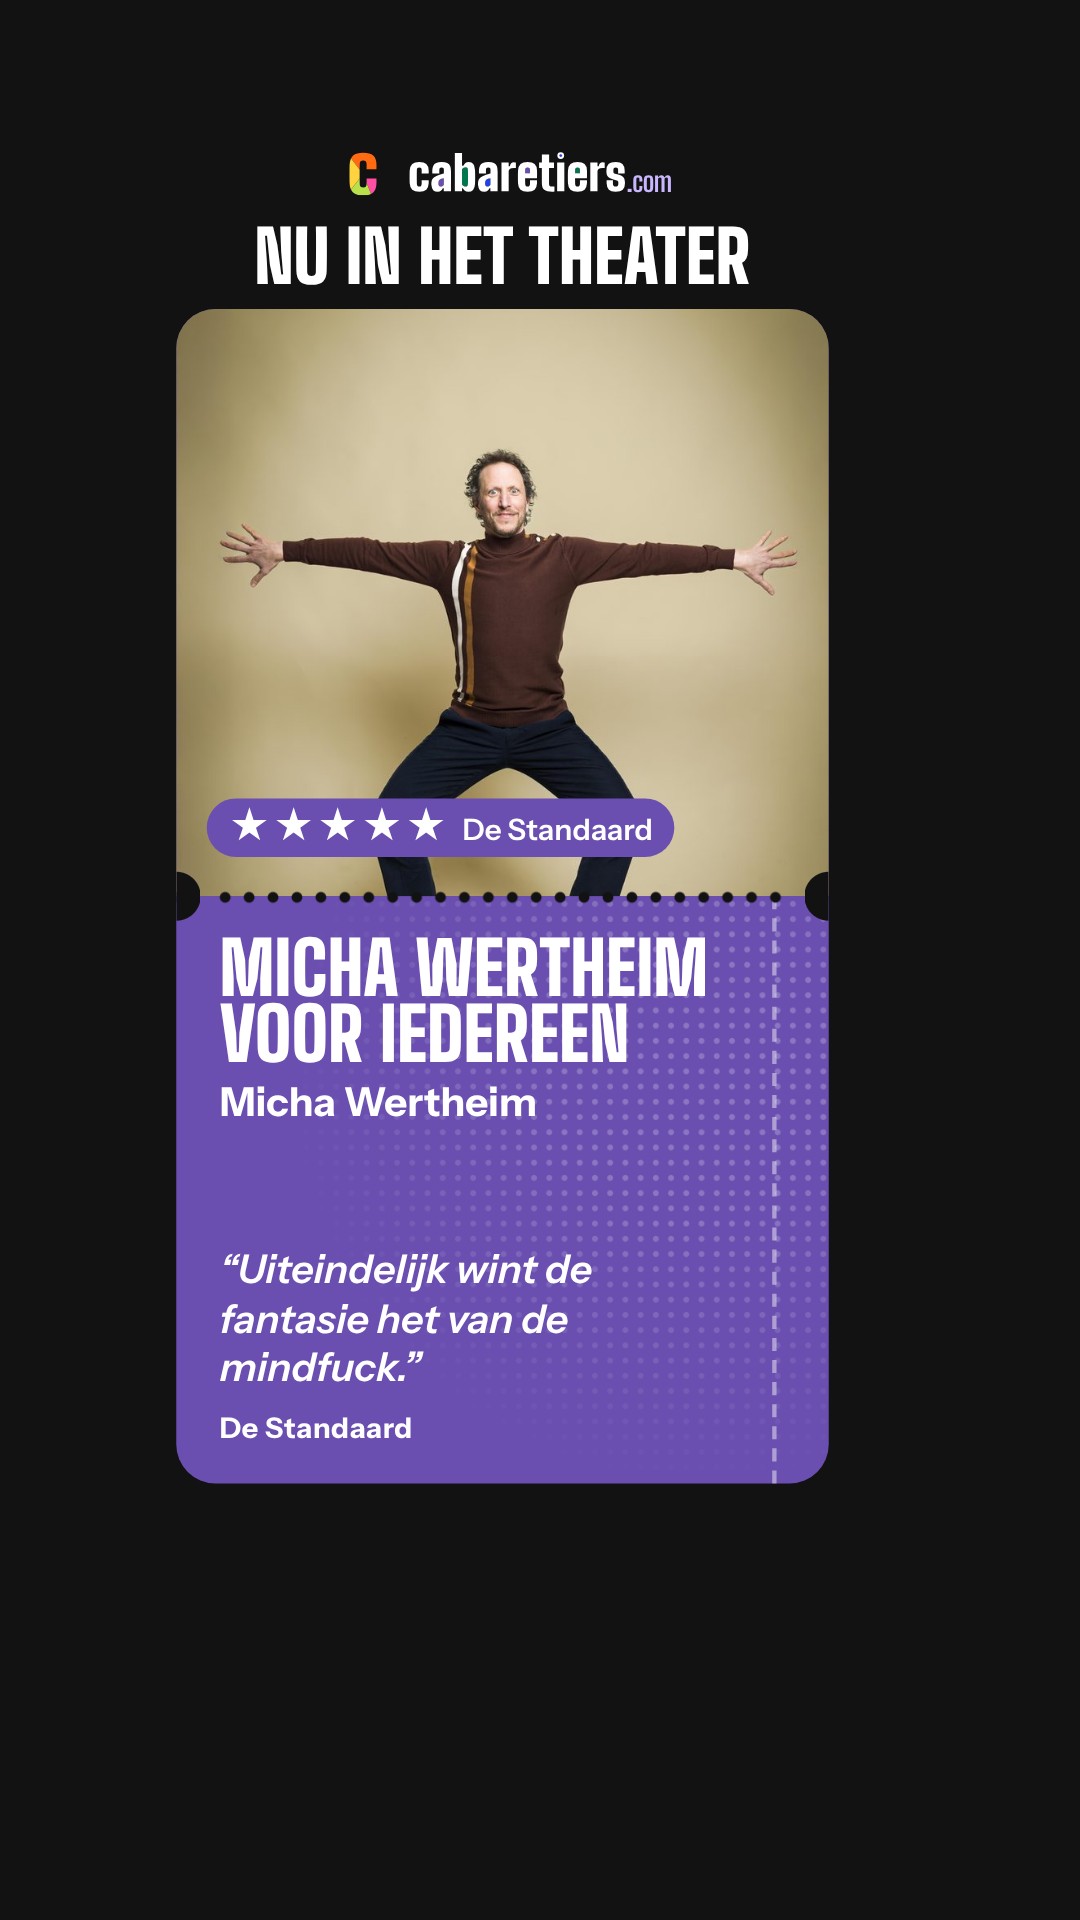 cabaretiers.com
NU IN HET THEATER
★★★★★ De Standaard
MICHA WERTHEIM
VOOR IEDEREEN
Micha Wertheim
“Uiteindelijk wint de
fantasie het van de
mindfuck.”
De Standaard